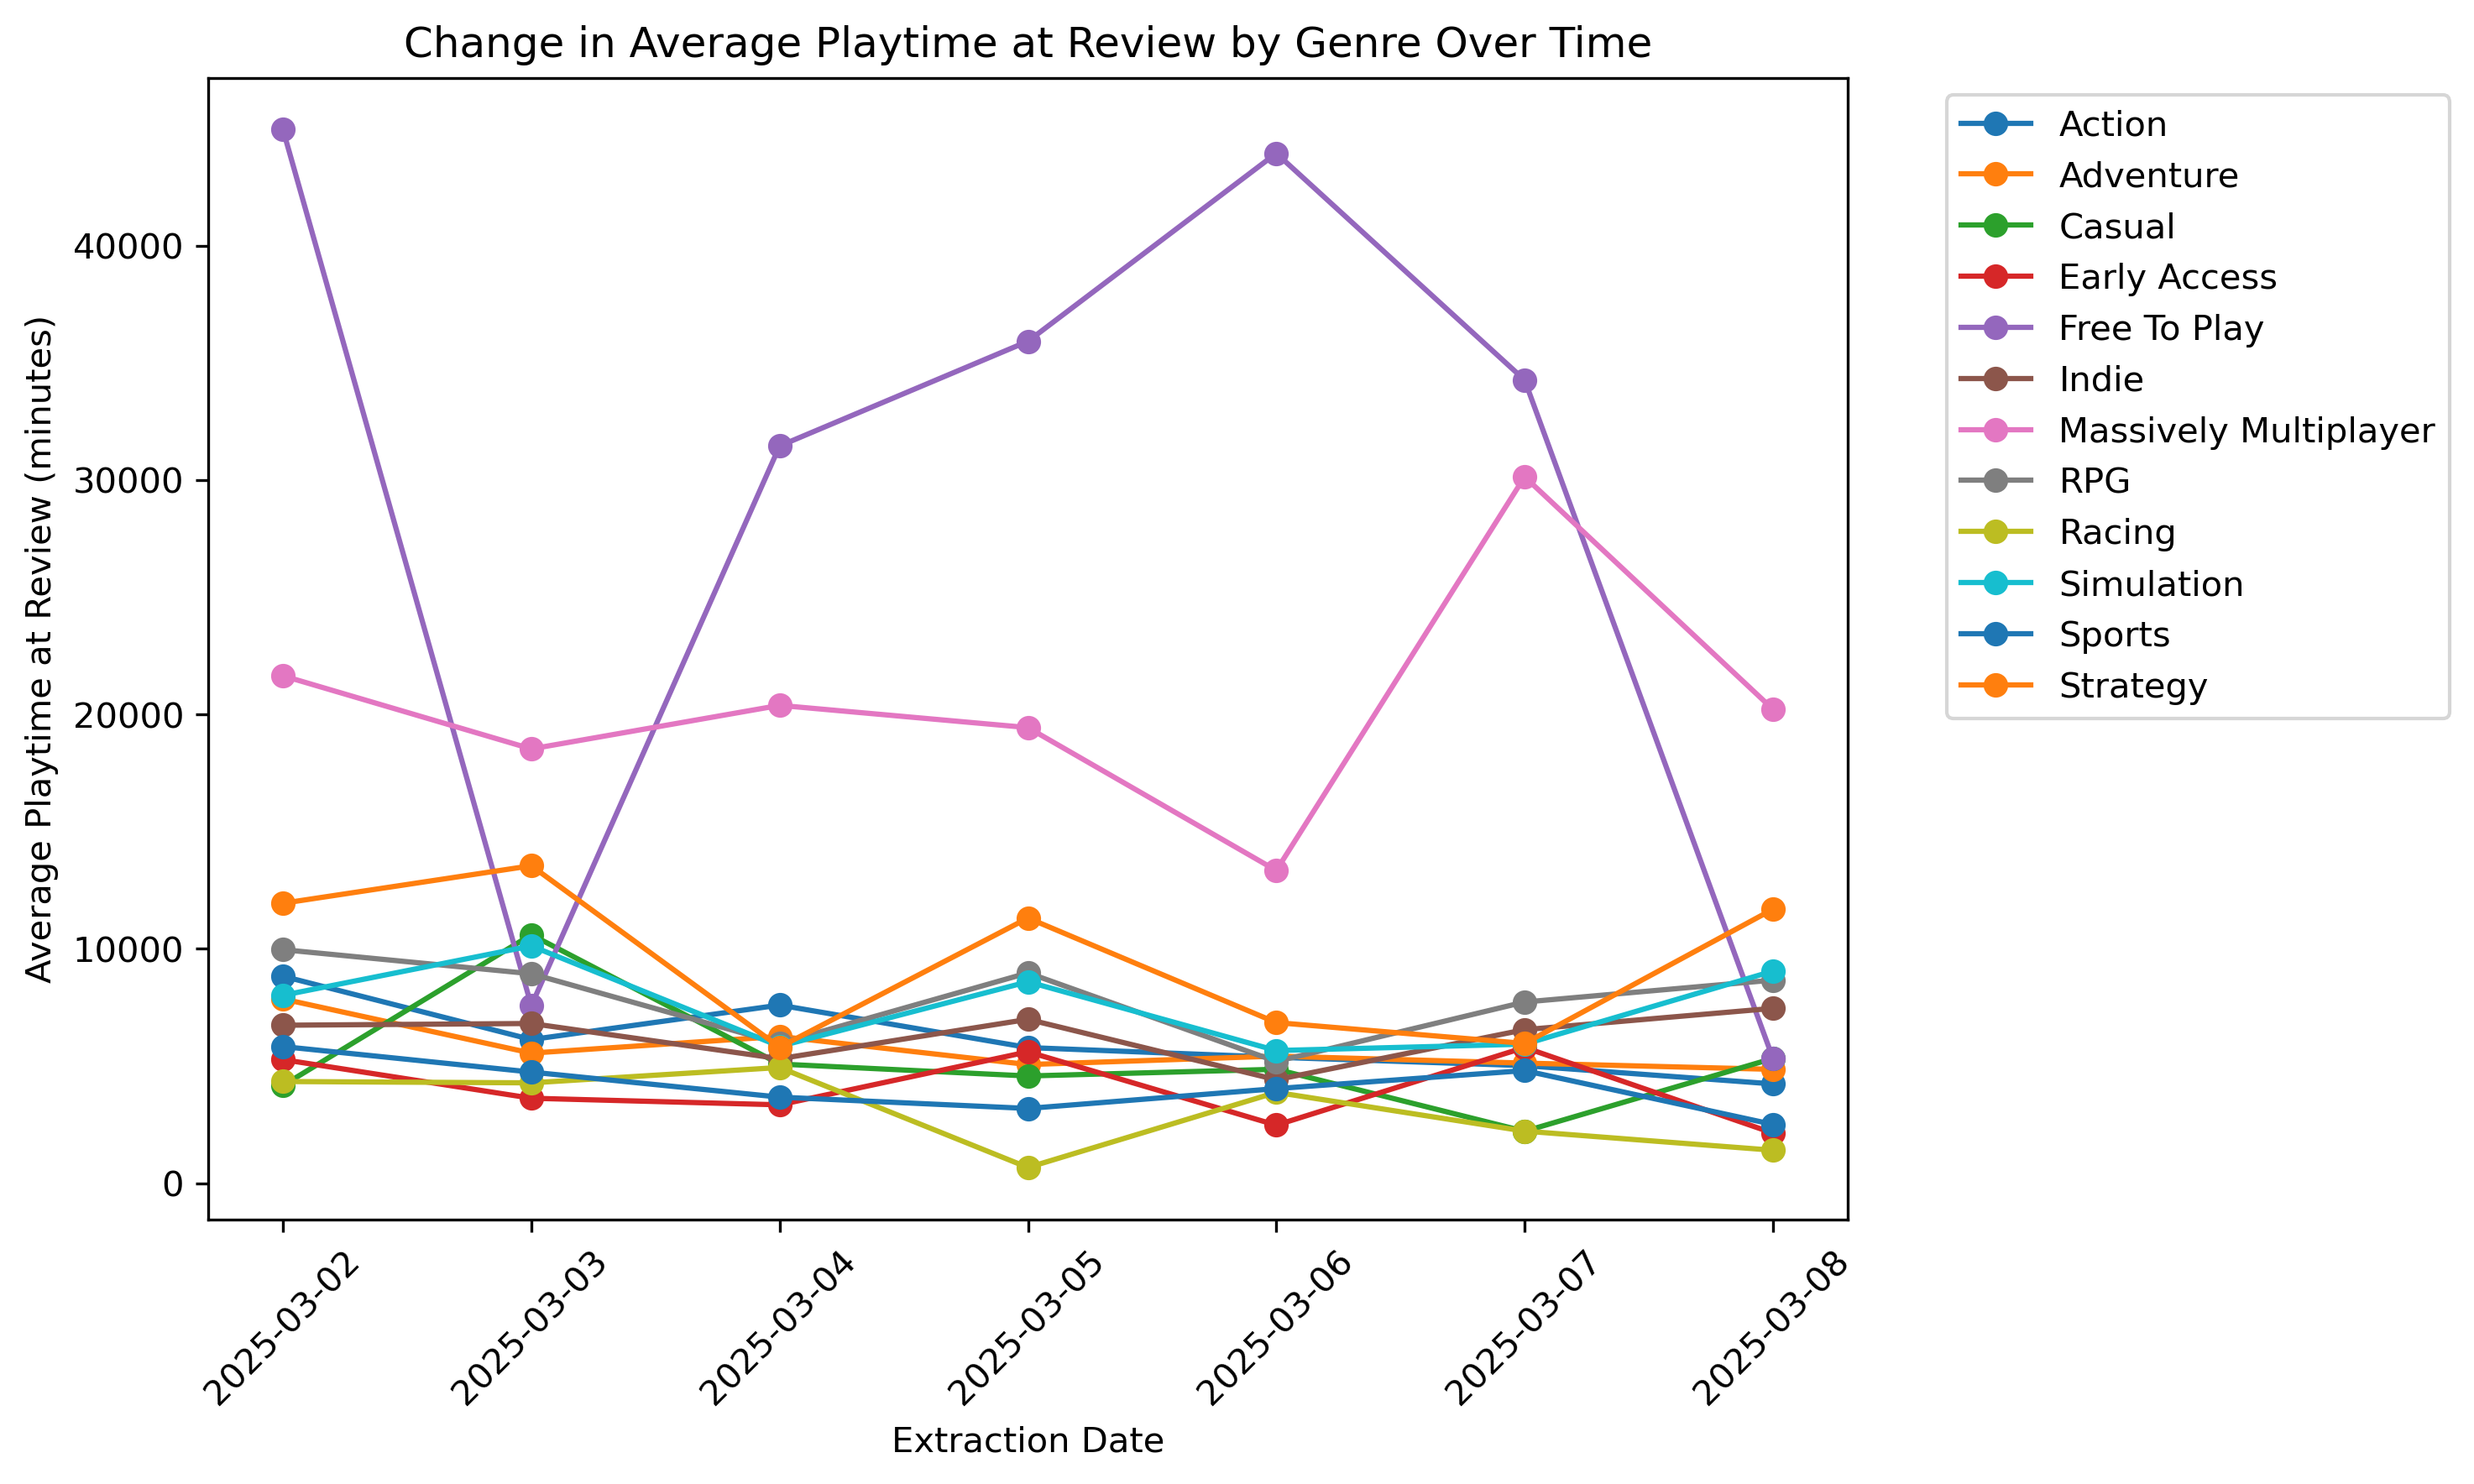 Change in Average Playtime at Review by Genre Over Time
Average Playtime at Review (minutes)
40000
30000
20000
10000
0
2025-03-02
2025-03-03
2025-03-04
2025-03-05
2025-03-06
2025-03-07
2025-03-08
Extraction Date
Action
Adventure
Casual
Early Access
Free To Play
Indie
Massively Multiplayer
RPG
Racing
Simulation
Sports
Strategy